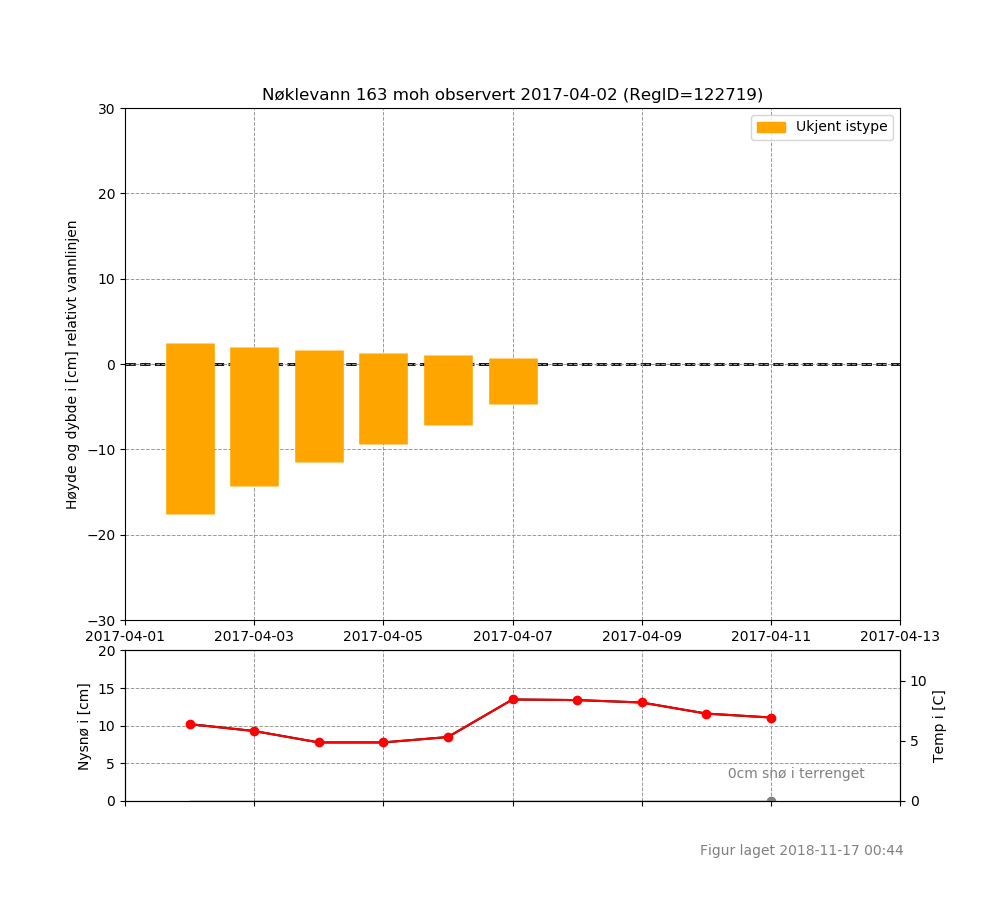 Nøklevann 163 moh observert 2017-04-02 (RegID=122719)
Ukjent istype
Høyde og dybde i [cm] relativt vannlinjen
30
20
10
0
−10
−20
−30
2017-04-01 2017-04-03 2017-04-05 2017-04-07 2017-04-09 2017-04-11 2017-04-13
Nysnø i [cm]
20
15
10
5
0
10
5
0
Temp i [C]
0cm snø i terrenget
Figur laget 2018-11-17 00:44